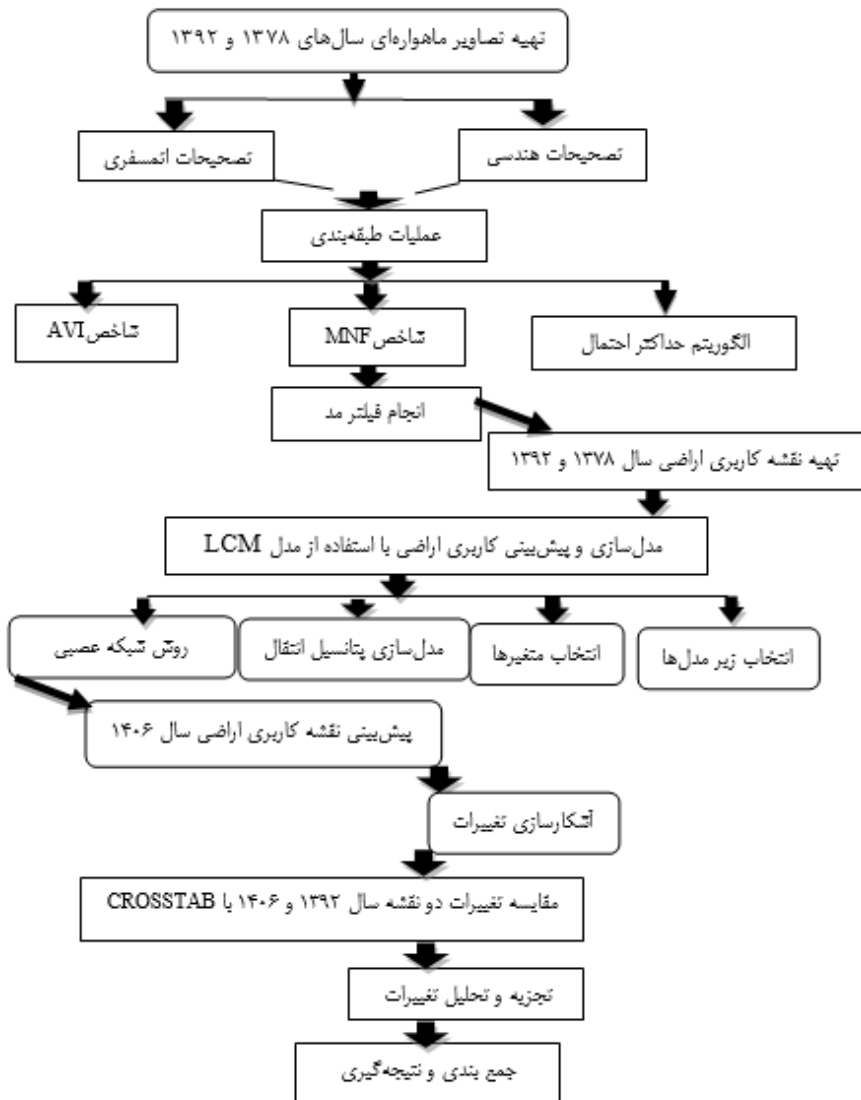 تهیه تصاویر ماهواره‌ای سال‌های ۱۳۷۸ و ۱۳۹۲
تصحیحات هندسی
تصحیحات اتمسفری
عملیات طبقه‌بندی
الگوریتم حداکثر احتمال
شاخص MNF
شاخص AVI
انجام فیلتر مد
تهیه نقشه کاربری اراضی سال ۱۳۷۸ و ۱۳۹۲
مدل‌سازی و پیش‌بینی کاربری اراضی با استفاده از مدل LCM
انتخاب زیر مدل‌ها
انتخاب متغیرها
مدل‌سازی پتانسیل انتقال
روش شبکه عصبی
پیش‌بینی نقشه کاربری اراضی سال ۱۴۰۶
آشکارسازی تغییرات
مقایسه تغییرات دو نقشه سال ۱۳۹۲ و ۱۴۰۶ با CROSSTAB
تجزیه و تحلیل تغییرات
جمع بندی و نتیجه‌گیری